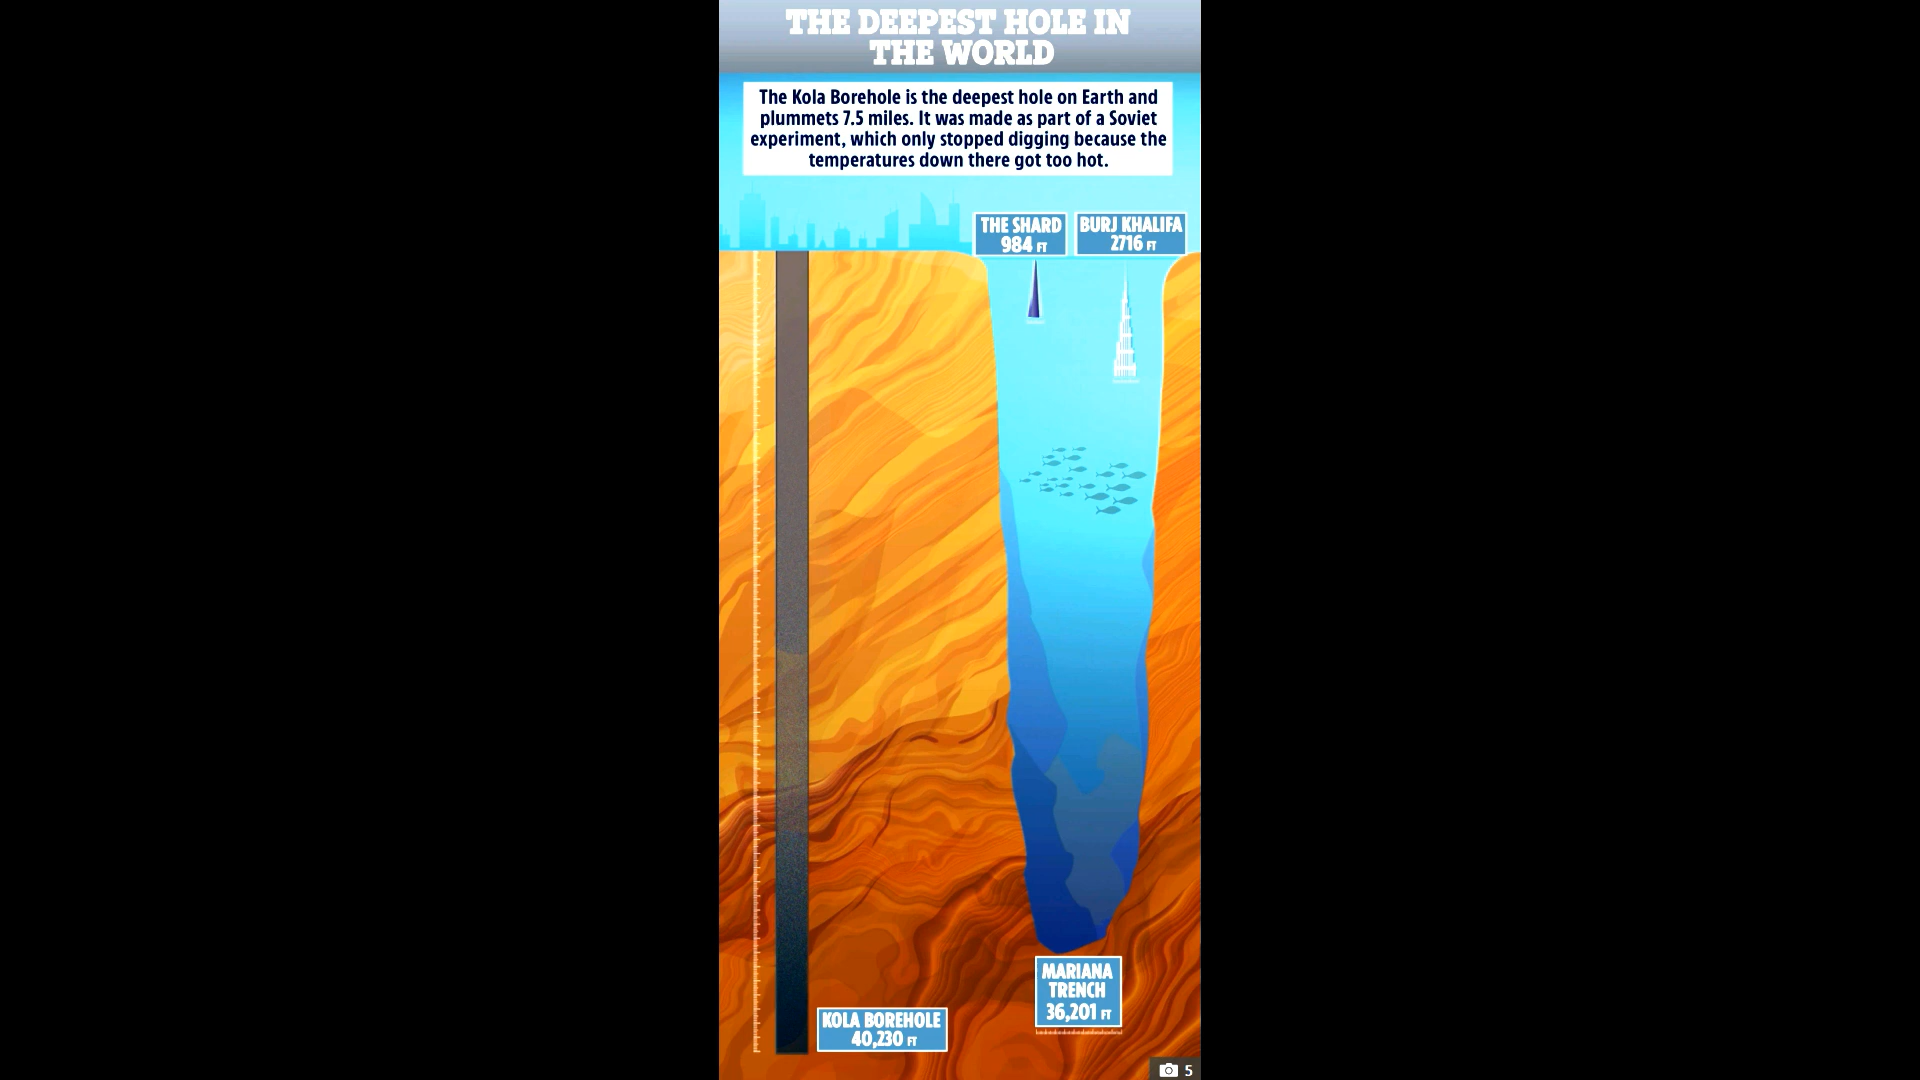 THE DEEPEST HOLE IN
THE WORLD
The Kola Borehole is the deepest hole on Earth and
plummets 7.5 miles. It was made as part of a Soviet
experiment, which only stopped digging because the
temperatures down there got too hot.
THE SHARD
984 FT
BURJ KHALIFA
2716 FT
MARIANA
TRENCH
36,201 FT
KOLA BOREHOLE
40,230 FT
5